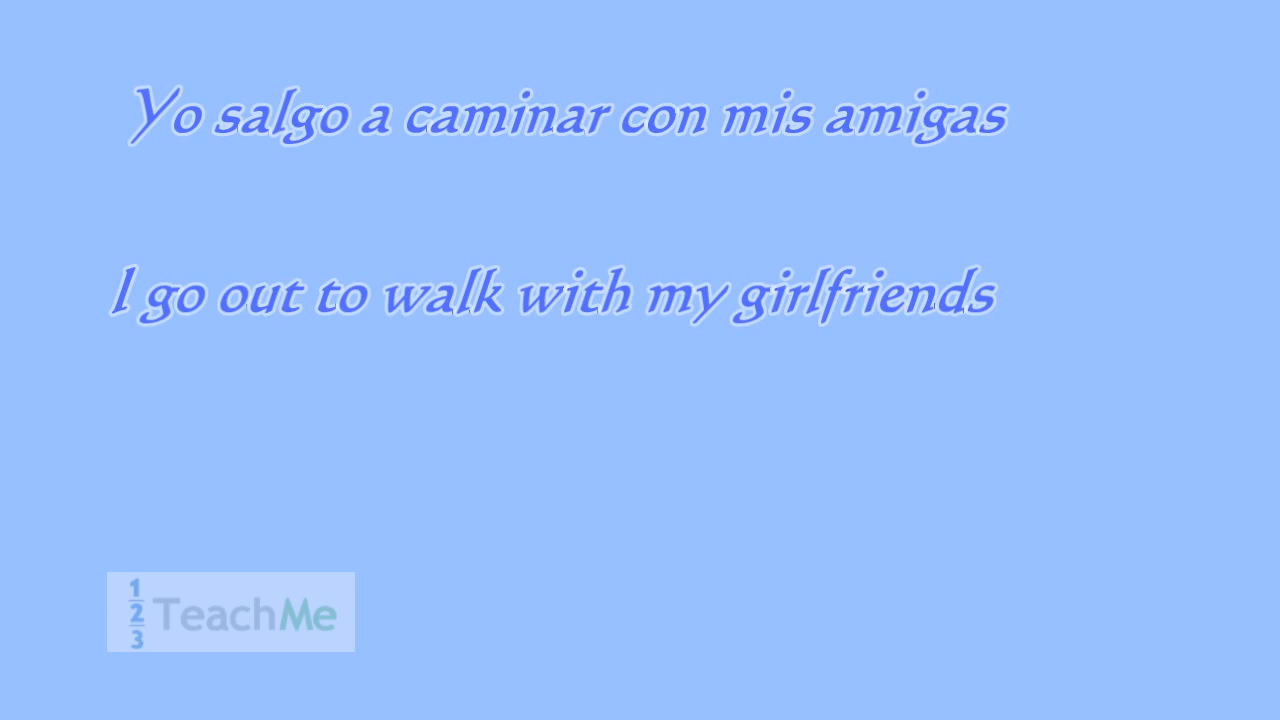 Yo salgo a caminar con mis amigas
I go out to walk with my girlfriends
1
2
3
TeachMe